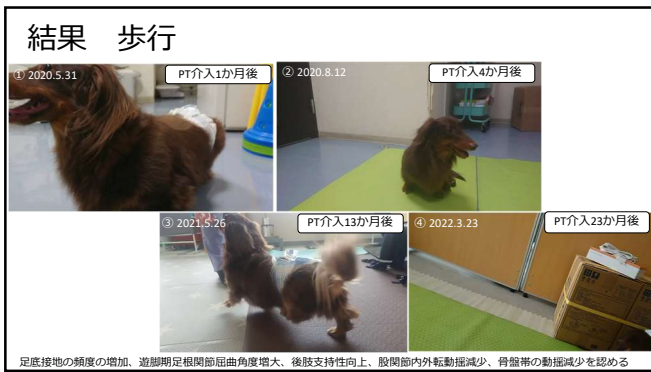 結果　歩行
① 2020.5.31
PT介入1か月後
② 2020.8.12
PT介入4か月後
③ 2021.5.26
PT介入13か月後
④ 2022.3.23
PT介入23か月後
足底接地の頻度の増加、遊脚期足根関節屈曲角度増大、後肢支持性向上、股関節内外転動揺減少、骨盤帯の動揺減少を認める